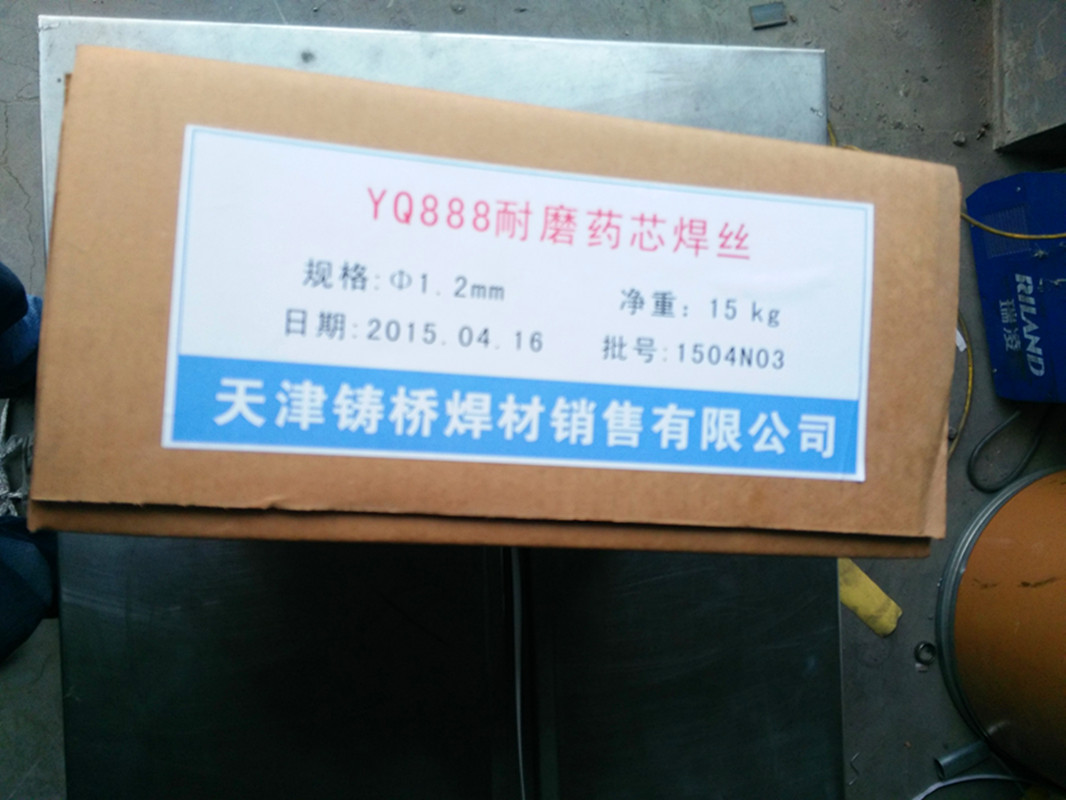 YQ888耐磨药芯焊丝
规格:Φ1.2mm 净重：15 kg
日期:2015.04.16 批号:1504N03
天津铸桥焊材销售有限公司
RILAND
瑞凌